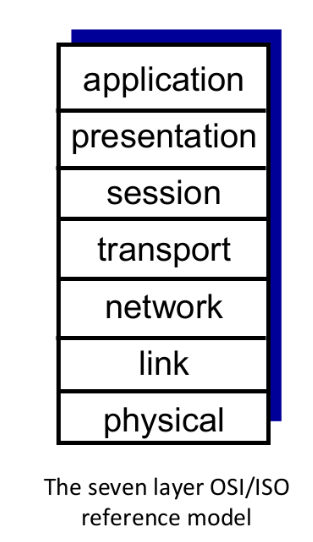 application
presentation
session
transport
network
link
physical
The seven layer OSI/ISO
reference model